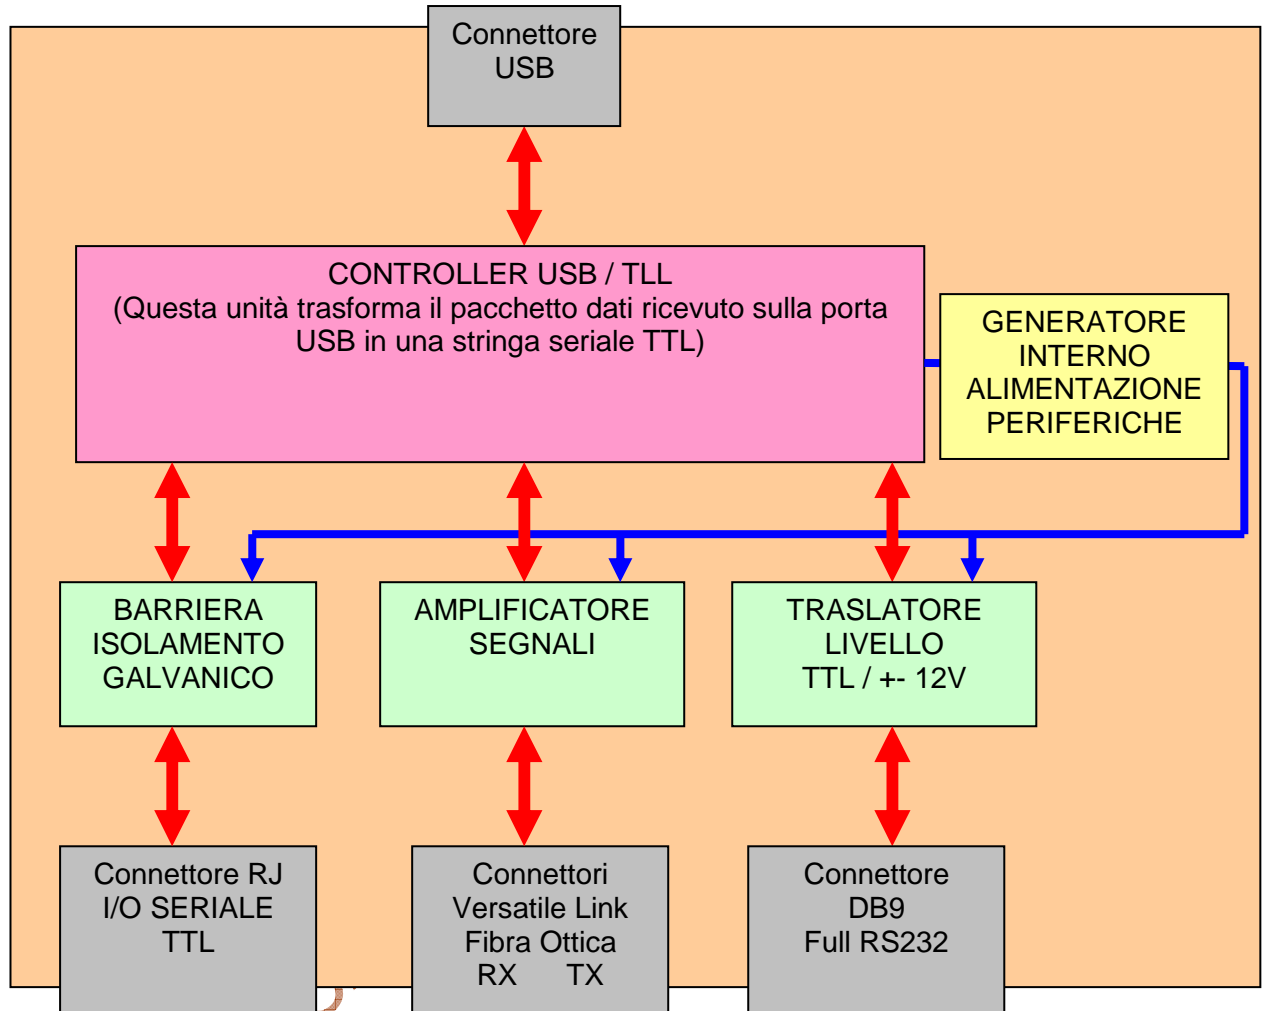 Connettore
USB
CONTROLLER USB / TLL
(Questa unità trasforma il pacchetto dati ricevuto sulla porta
USB in una stringa seriale TTL)
GENERATORE
INTERNO
ALIMENTAZIONE
PERIFERICHE
BARRIERA
ISOLAMENTO
GALVANICO
AMPLIFICATORE
SEGNALI
TRASLATORE
LIVELLO
TTL / +- 12V
Connettore RJ
I/O SERIALE
TTL
Connettori
Versatile Link
Fibra Ottica
RX TX
Connettore
DB9
Full RS232